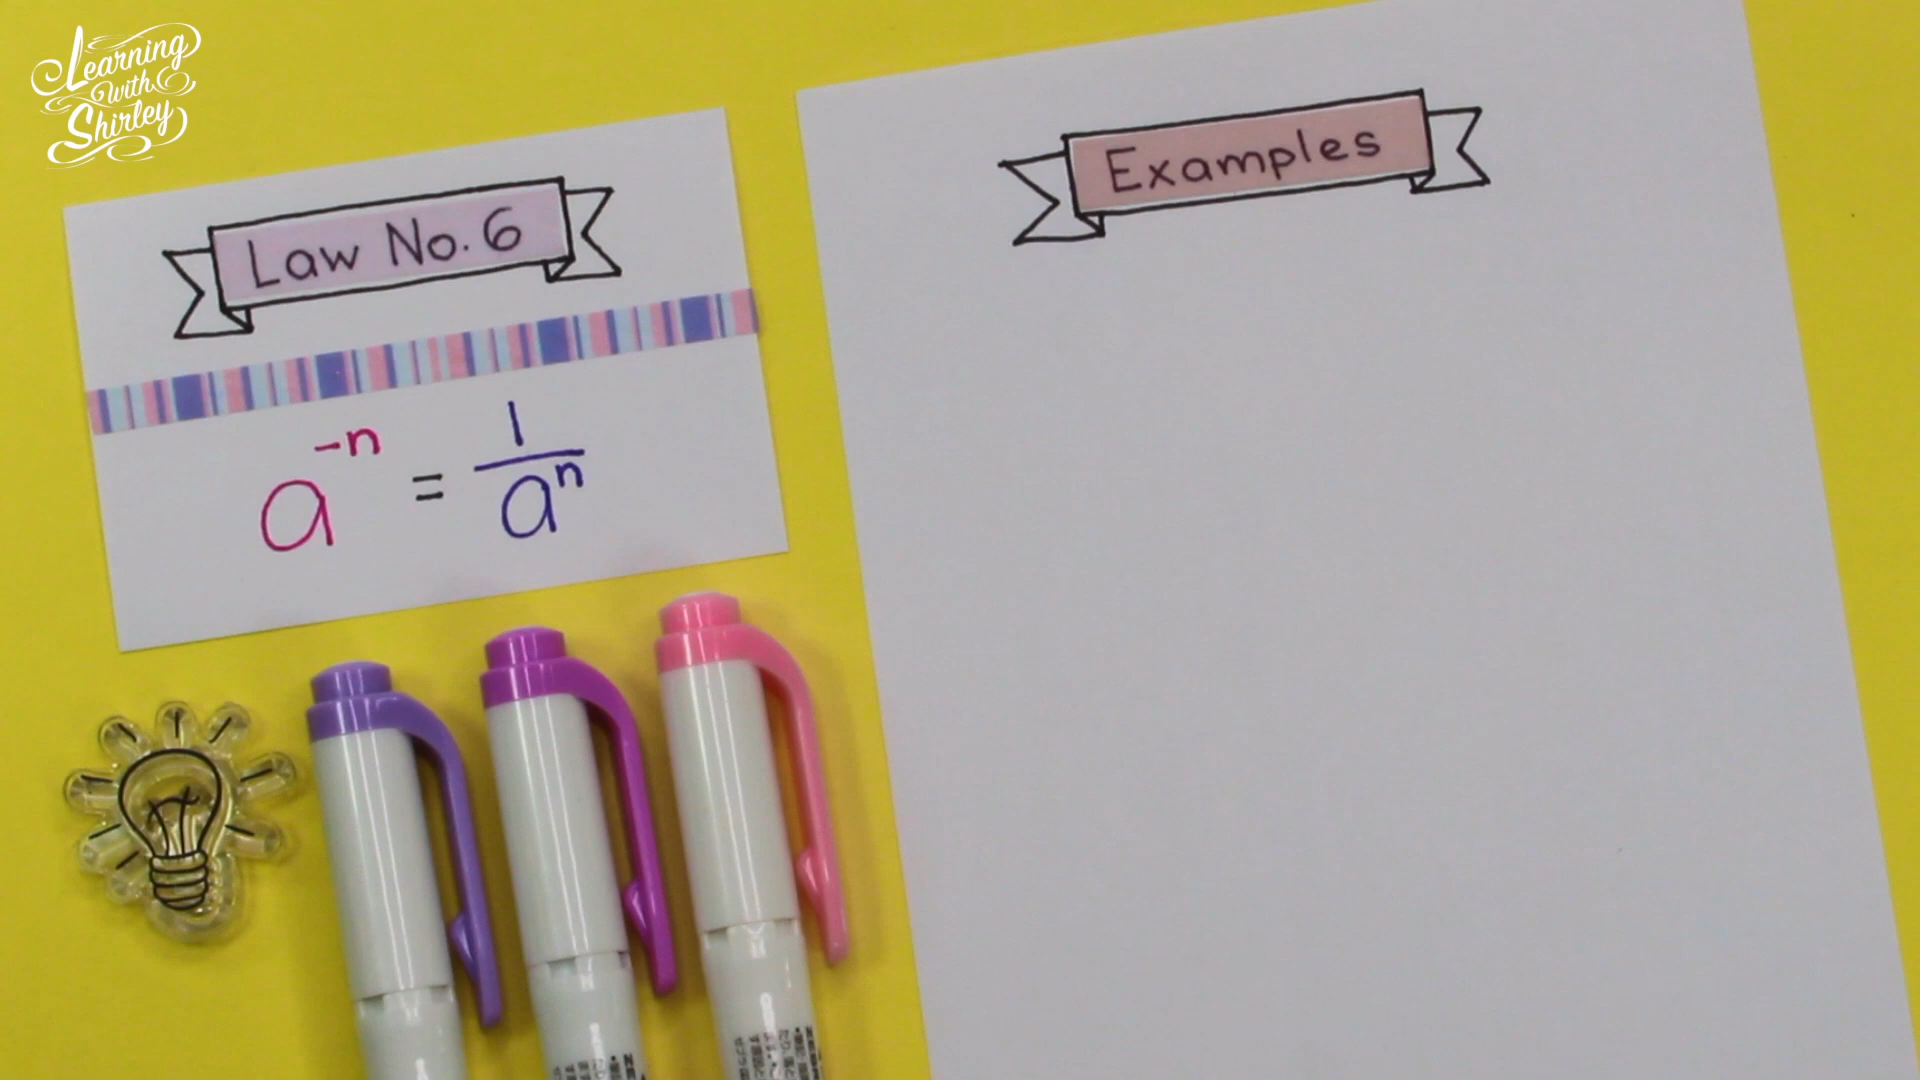 Learning
with
Shirley
Law No. 6
a⁻ⁿ = 1/aⁿ
Examples